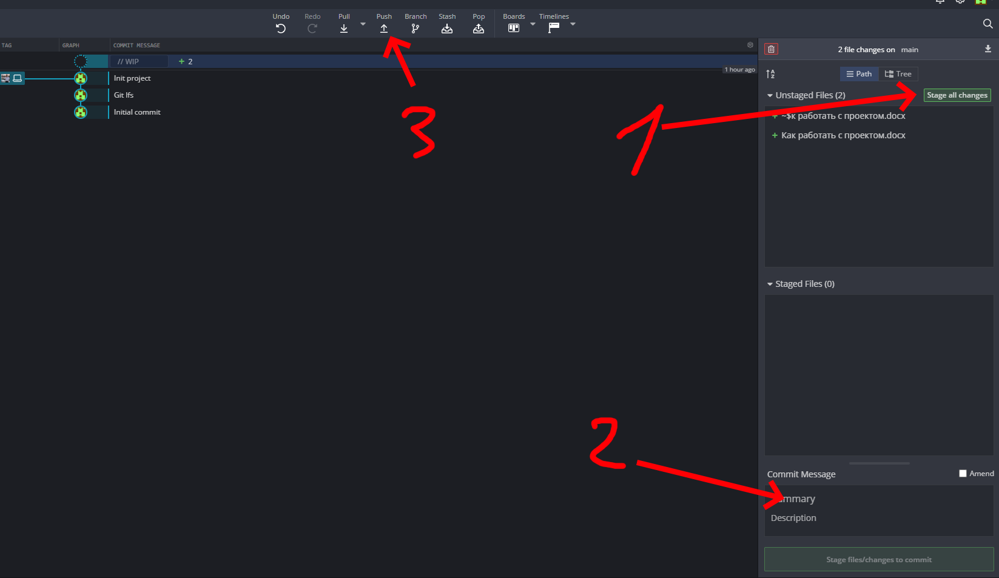 Undo Redo Pull Push Branch Stash Pop Boards Timelines
TAG GRAPH COMMIT MESSAGE
// WIP + 2
1 hour ago
Init project
Git lfs
Initial commit
3
1
2
2 file changes on main
Path Tree
Unstaged Files (2) Stage all changes
+ ~$к работать с проектом.docx
+ Как работать с проектом.docx
Staged Files (0)
Commit Message Amend
Description
Stage files/changes to commit